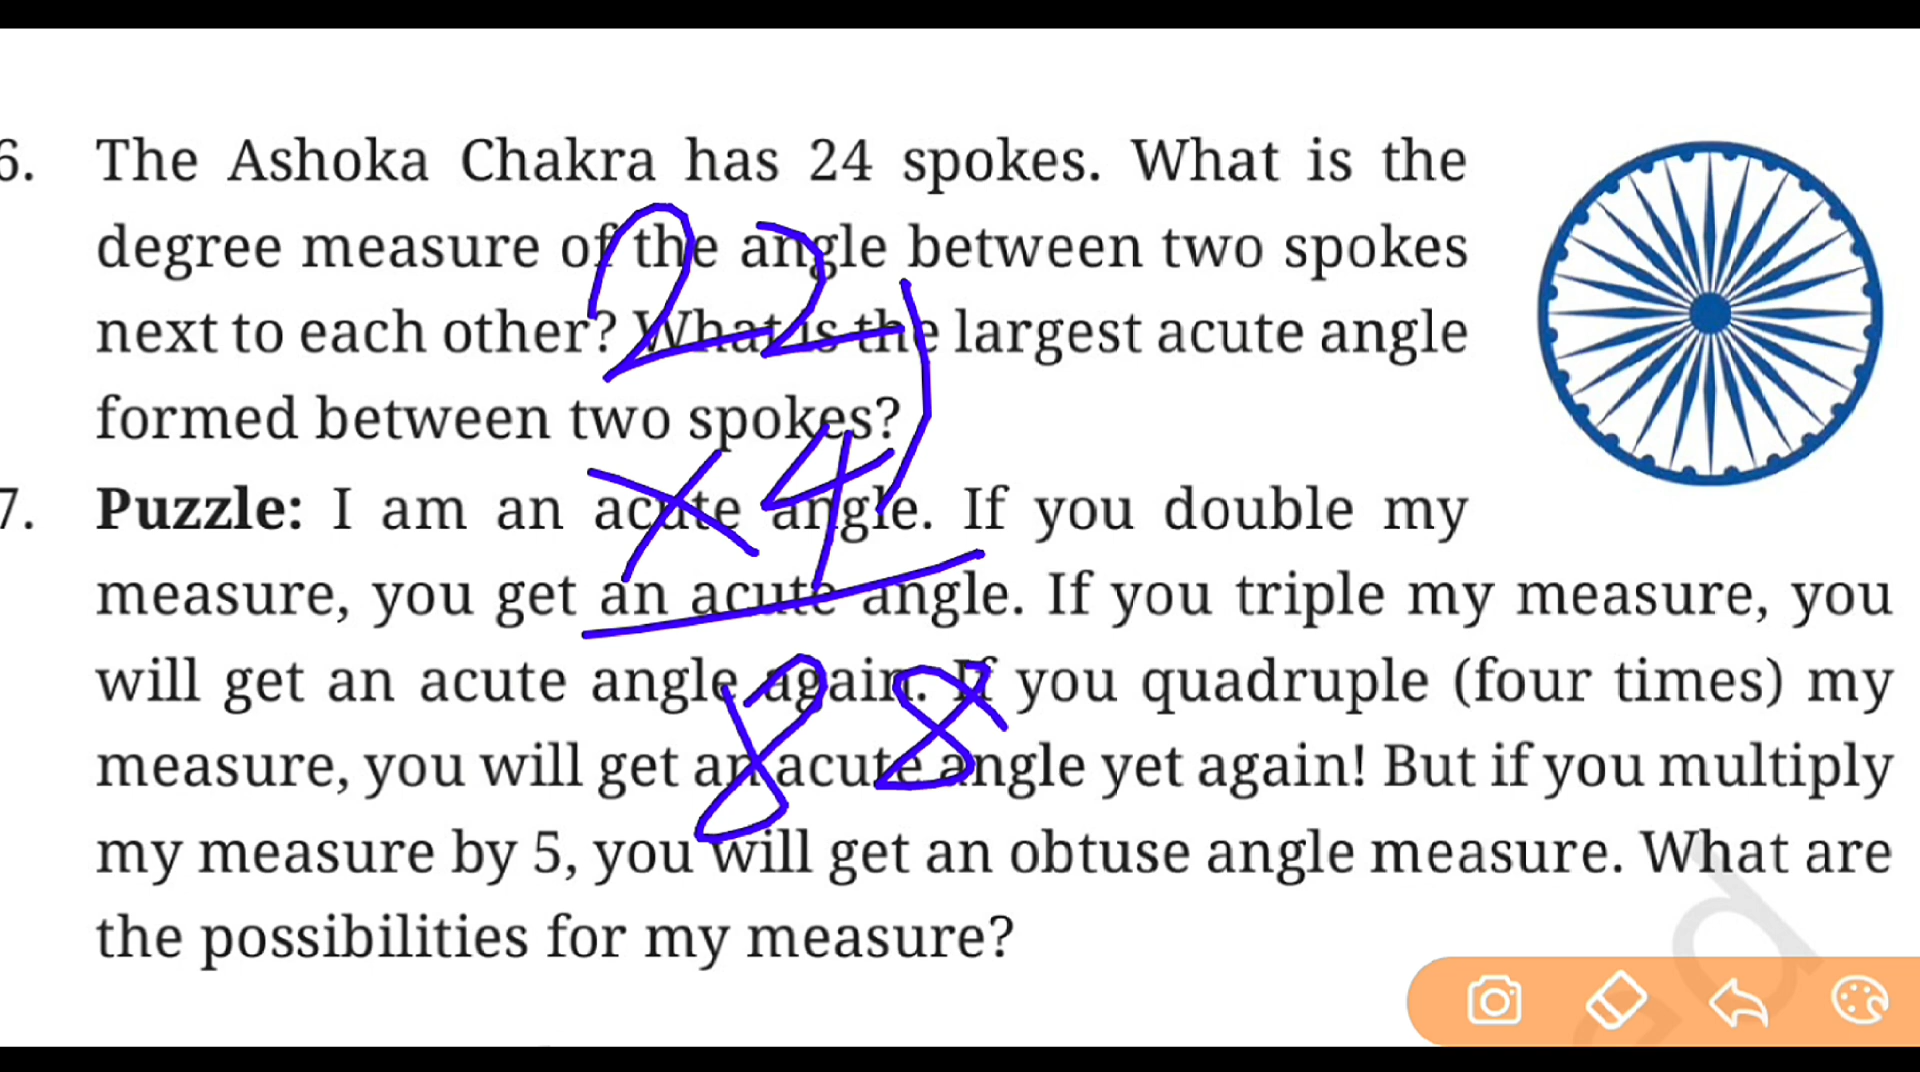 6. The Ashoka Chakra has 24 spokes. What is the
degree measure of the angle between two spokes
next to each other? What is the largest acute angle
formed between two spokes?
7. Puzzle: I am an acute angle. If you double my
measure, you get an acute angle. If you triple my measure, you
will get an acute angle again. If you quadruple (four times) my
measure, you will get an acute angle yet again! But if you multiply
my measure by 5, you will get an obtuse angle measure. What are
the possibilities for my measure?
22)
×4
88